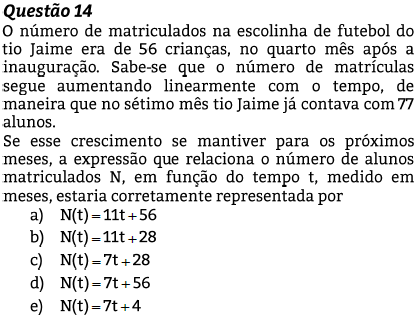 Questão 14
O número de matriculados na escolinha de futebol do
tio Jaime era de 56 crianças, no quarto mês após a
inauguração. Sabe-se que o número de matrículas
segue aumentando linearmente com o tempo, de
maneira que no sétimo mês tio Jaime já contava com 77
alunos.
Se esse crescimento se mantiver para os próximos
meses, a expressão que relaciona o número de alunos
matriculados N, em função do tempo t, medido em
meses, estaria corretamente representada por
a) N(t)=11t+56
b) N(t)=11t+28
c) N(t)=7t+28
d) N(t)=7t+56
e) N(t)=7t+4